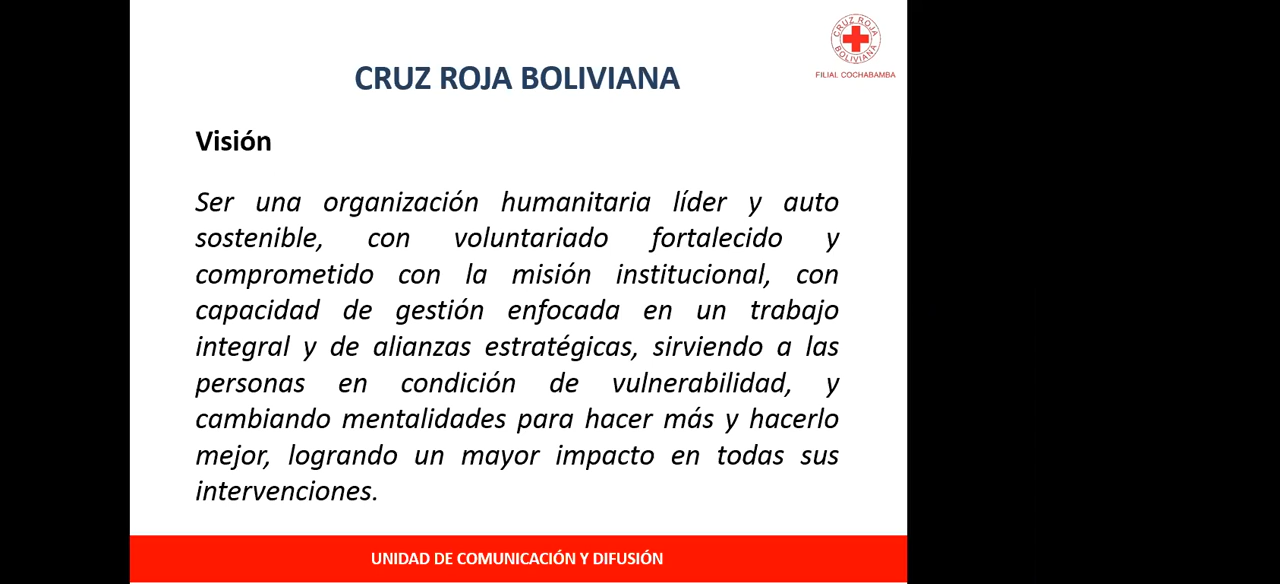 CRUZ ROJA
BOLIVIANA
FILIAL COCHABAMBA
CRUZ ROJA BOLIVIANA
Visión
Ser una organización humanitaria líder y auto
sostenible, con voluntariado fortalecido y
comprometido con la misión institucional, con
capacidad de gestión enfocada en un trabajo
integral y de alianzas estratégicas, sirviendo a las
personas en condición de vulnerabilidad, y
cambiando mentalidades para hacer más y hacerlo
mejor, logrando un mayor impacto en todas sus
intervenciones.
UNIDAD DE COMUNICACIÓN Y DIFUSIÓN